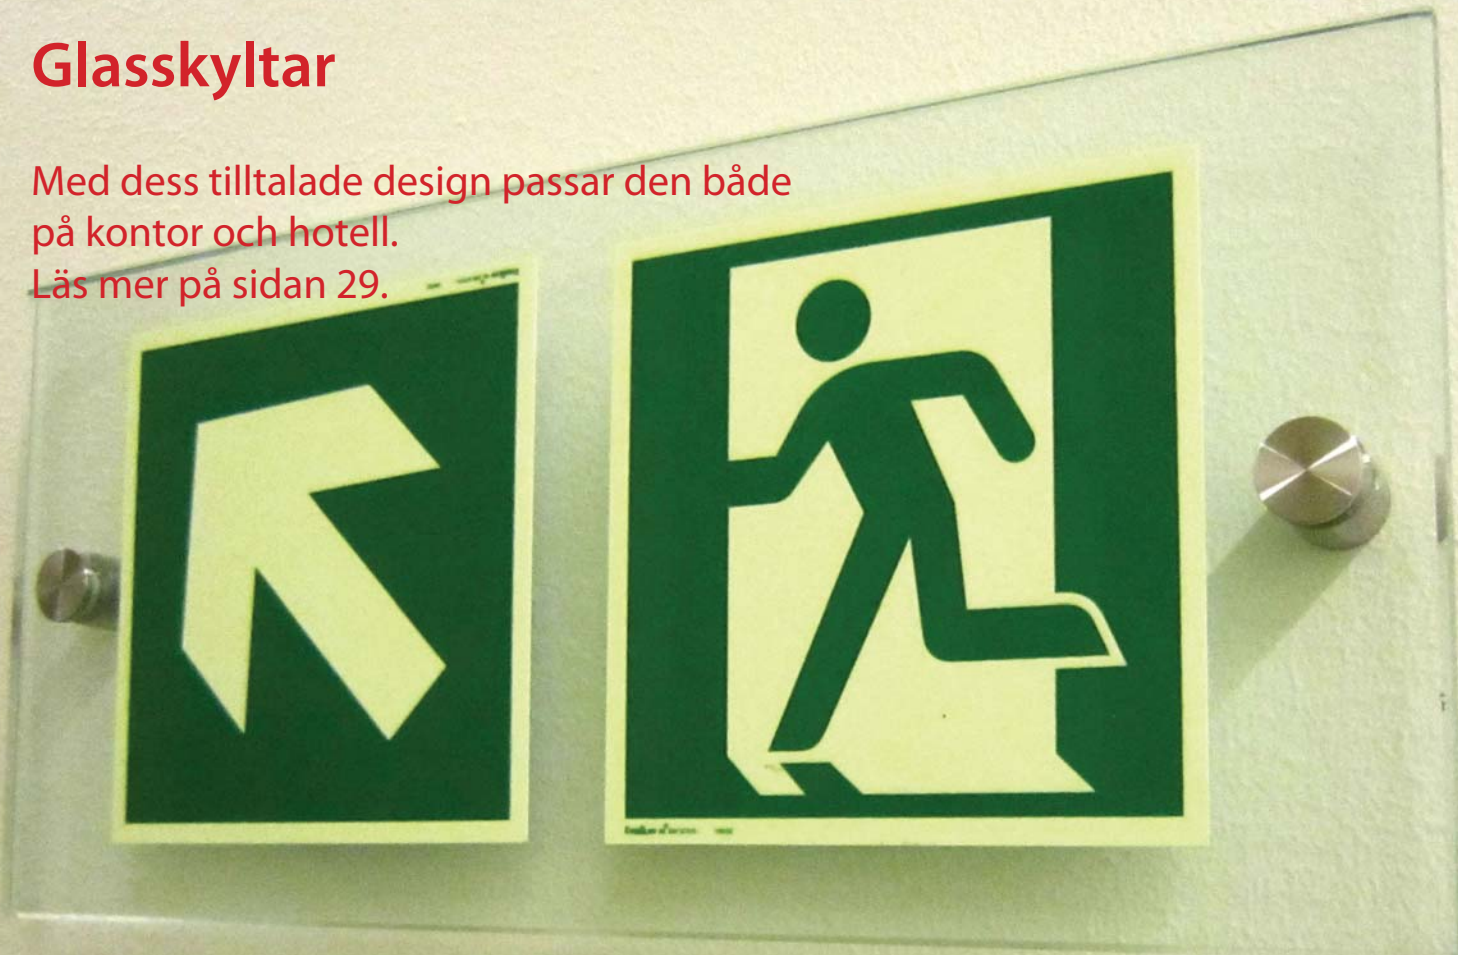 Glasskyltar
Med dess tilltalade design passar den både
på kontor och hotell.
Läs mer på sidan 29.